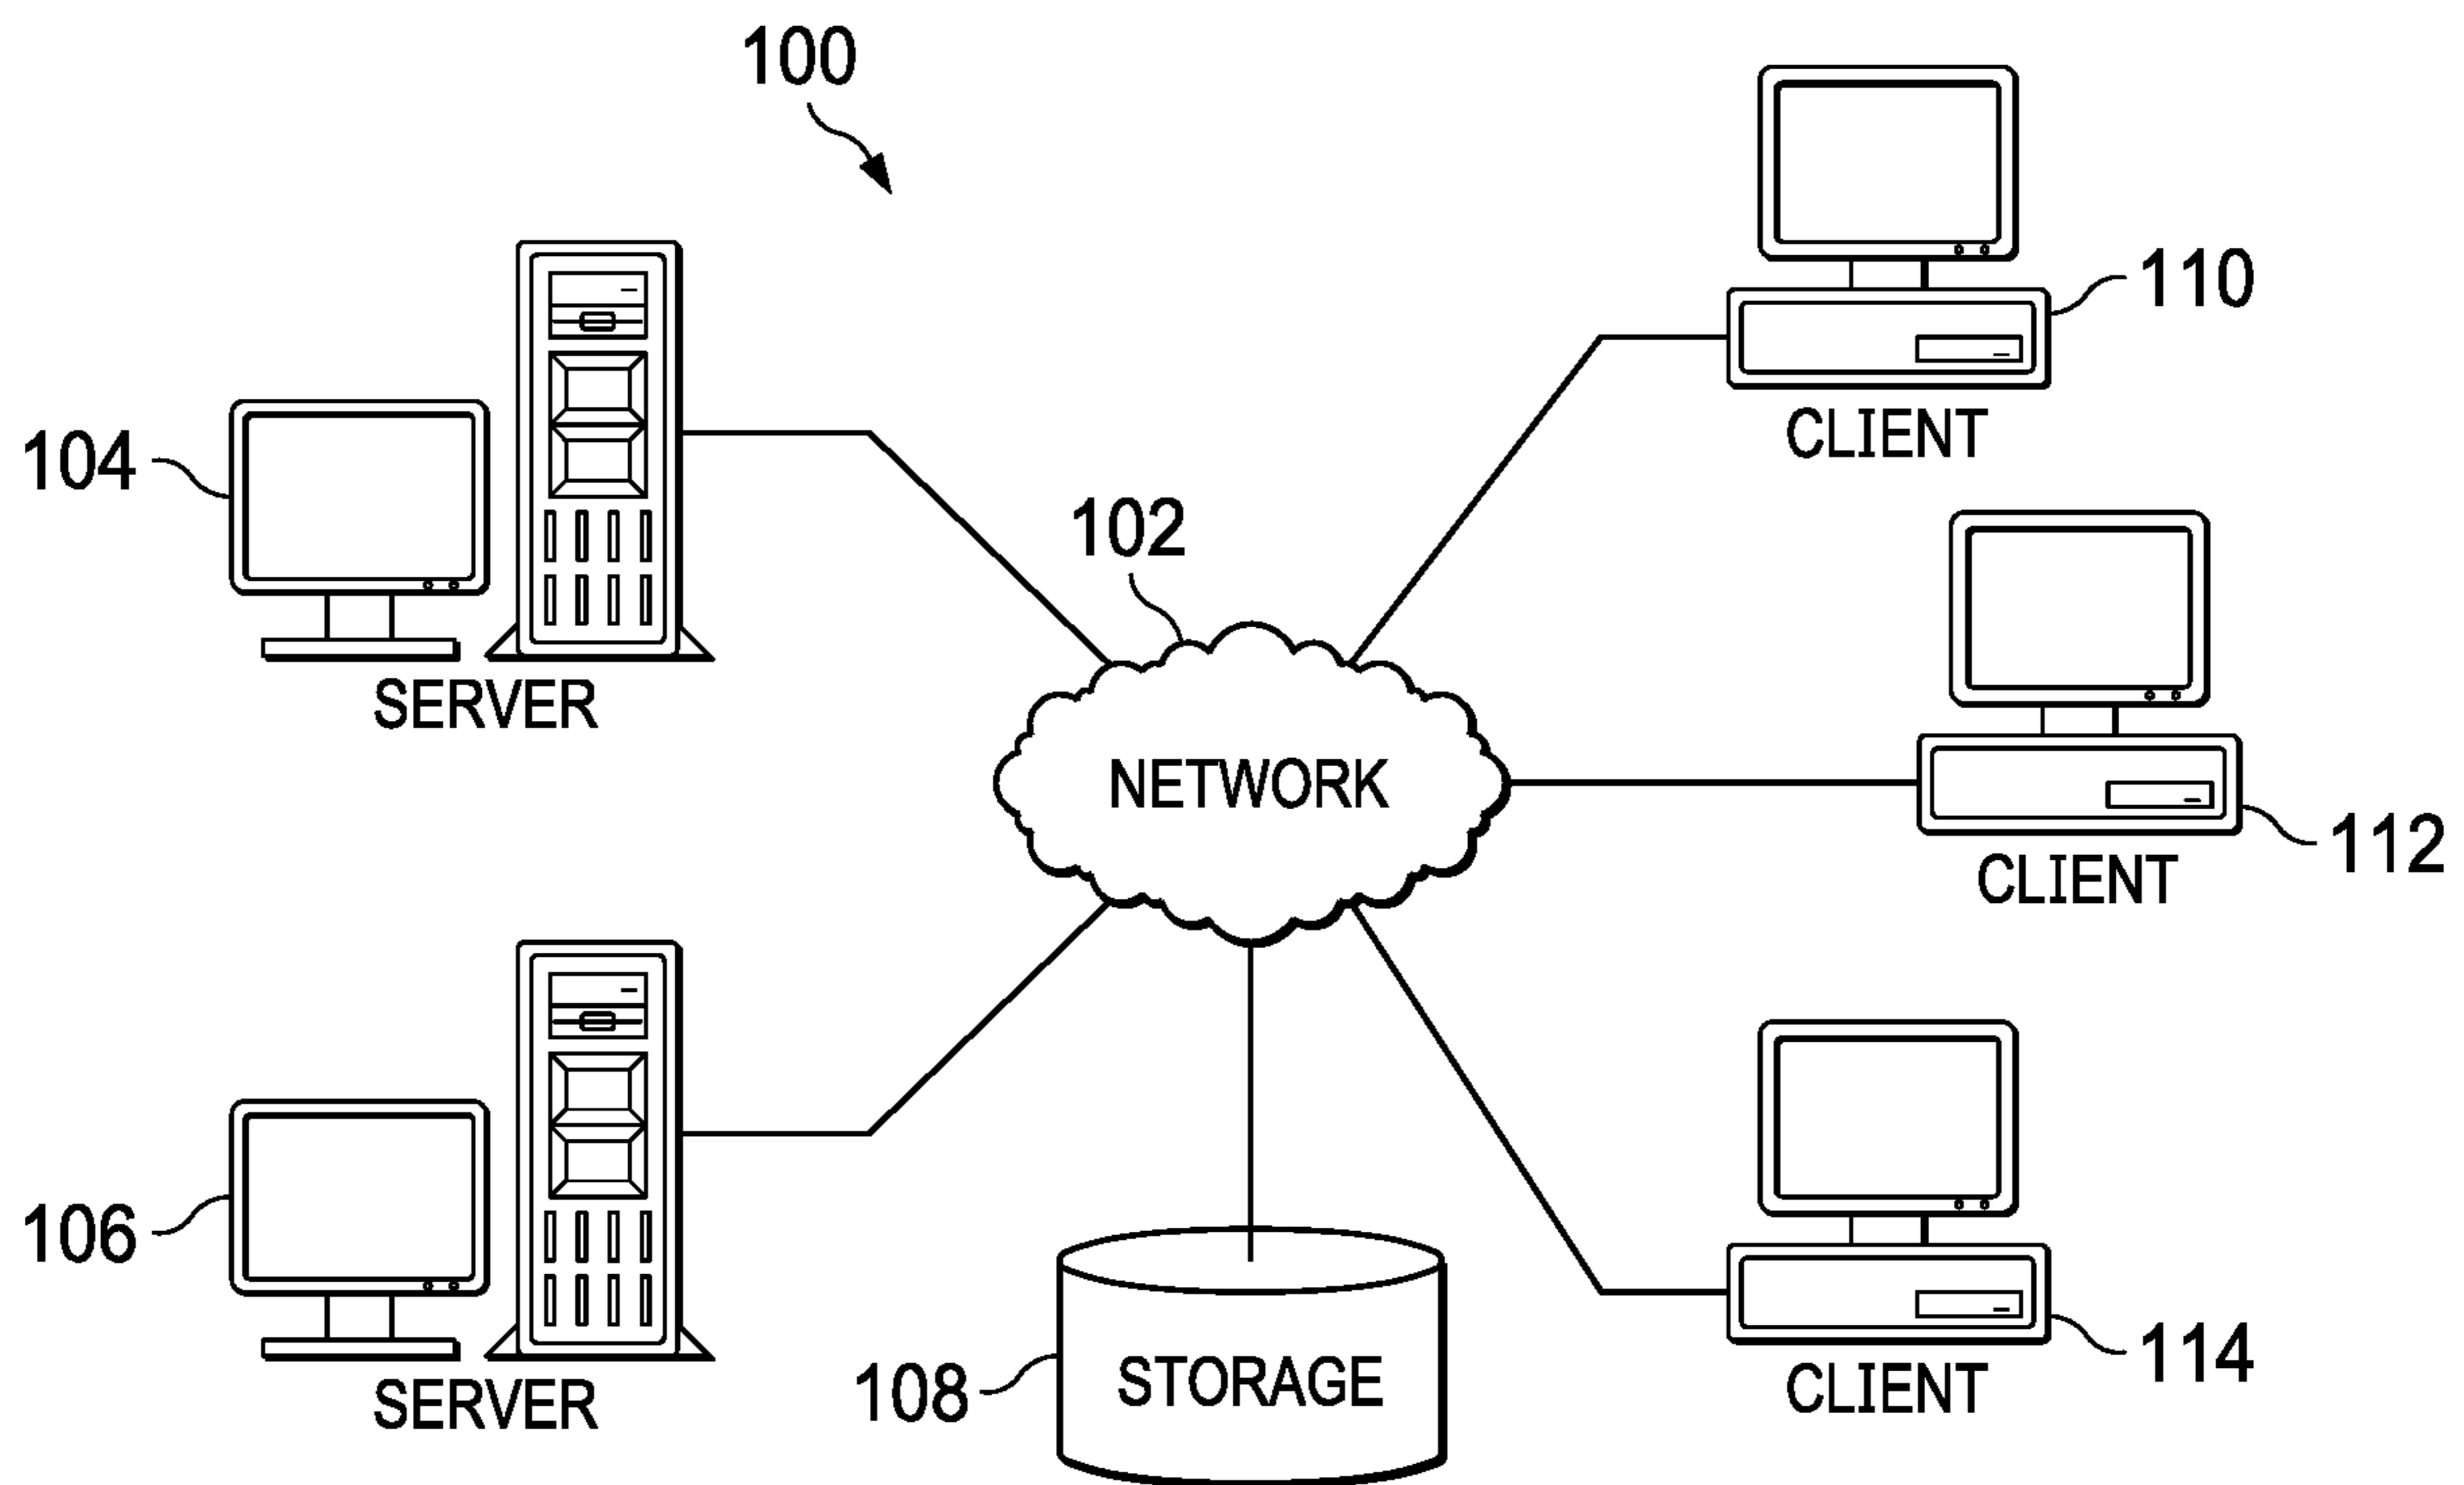 100
110
CLIENT
104
SERVER
102
NETWORK
112
CLIENT
106
SERVER
108
STORAGE
114
CLIENT